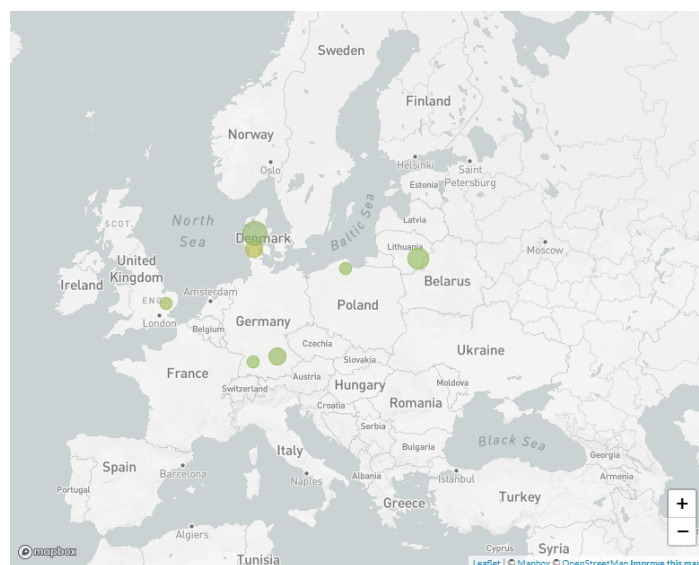 Sweden
Finland
Norway
Oslo
Helsinki
Saint
Petersburg
Estonia
SCOT.
North
Sea
Baltic Sea
Latvia
Denmark
Lithuania
Moscow
United
Kingdom
Ireland
Belarus
Amsterdam
ENG
London
Poland
Germany
Belgium
Czechia
Slovakia
Ukraine
France
Austria
Switzerland
Hungary
Moldova
Romania
Croatia
Serbia
Italy
Bulgaria
Black Sea
Georgia
Armenia
Spain
Barcelona
Portugal
Naples
Albania
Istanbul
Greece
Turkey
Algiers
Tunisia
Cyprus
Syria
+
−
mapbox
Leaflet | © Mapbox © OpenStreetMap Improve this map